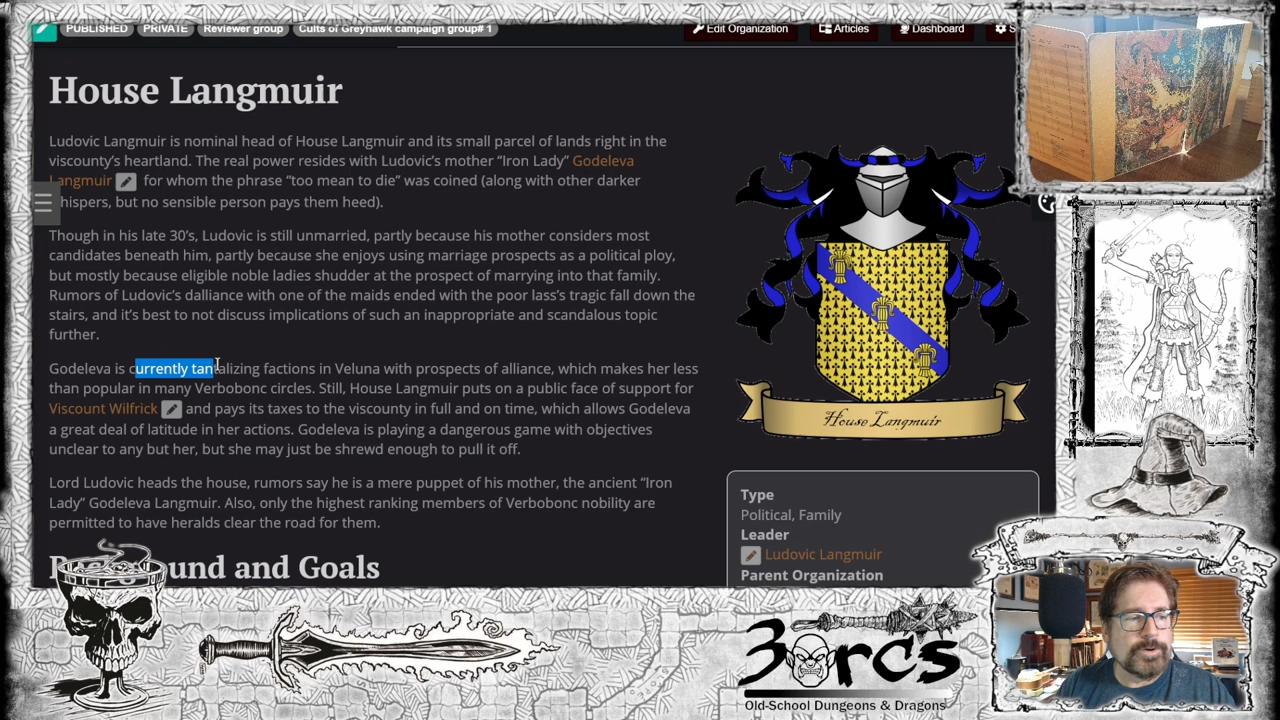 PUBLISHED PRIVATE Reviewer group Cults of Greyhawk campaign group# 1
Edit Organization Articles Dashboard
House Langmuir
Ludovic Langmuir is nominal head of House Langmuir and its small parcel of lands right in the
viscounty's heartland. The real power resides with Ludovic's mother “Iron Lady” Godeleva
Langmuir for whom the phrase “too mean to die” was coined (along with other darker
whispers, but no sensible person pays them heed).
Though in his late 30's, Ludovic is still unmarried, partly because his mother considers most
candidates beneath him, partly because she enjoys using marriage prospects as a political ploy,
but mostly because eligible noble ladies shudder at the prospect of marrying into that family.
Rumors of Ludovic's dalliance with one of the maids ended with the poor lass's tragic fall down the
stairs, and it's best to not discuss implications of such an inappropriate and scandalous topic
further.
Godeleva is currently tantalizing factions in Veluna with prospects of alliance, which makes her less
than popular in many Verbobonc circles. Still, House Langmuir puts on a public face of support for
Viscount Wilfrick and pays its taxes to the viscounty in full and on time, which allows Godeleva
a great deal of latitude in her actions. Godeleva is playing a dangerous game with objectives
unclear to any but her, but she may just be shrewd enough to pull it off.
Lord Ludovic heads the house, rumors say he is a mere puppet of his mother, the ancient “Iron
Lady” Godeleva Langmuir. Also, only the highest ranking members of Verbobonc nobility are
permitted to have heralds clear the road for them.
Background and Goals
House Langmuir
Type
Political, Family
Leader
Ludovic Langmuir
Parent Organization
3 orcs
Old-School Dungeons & Dragons